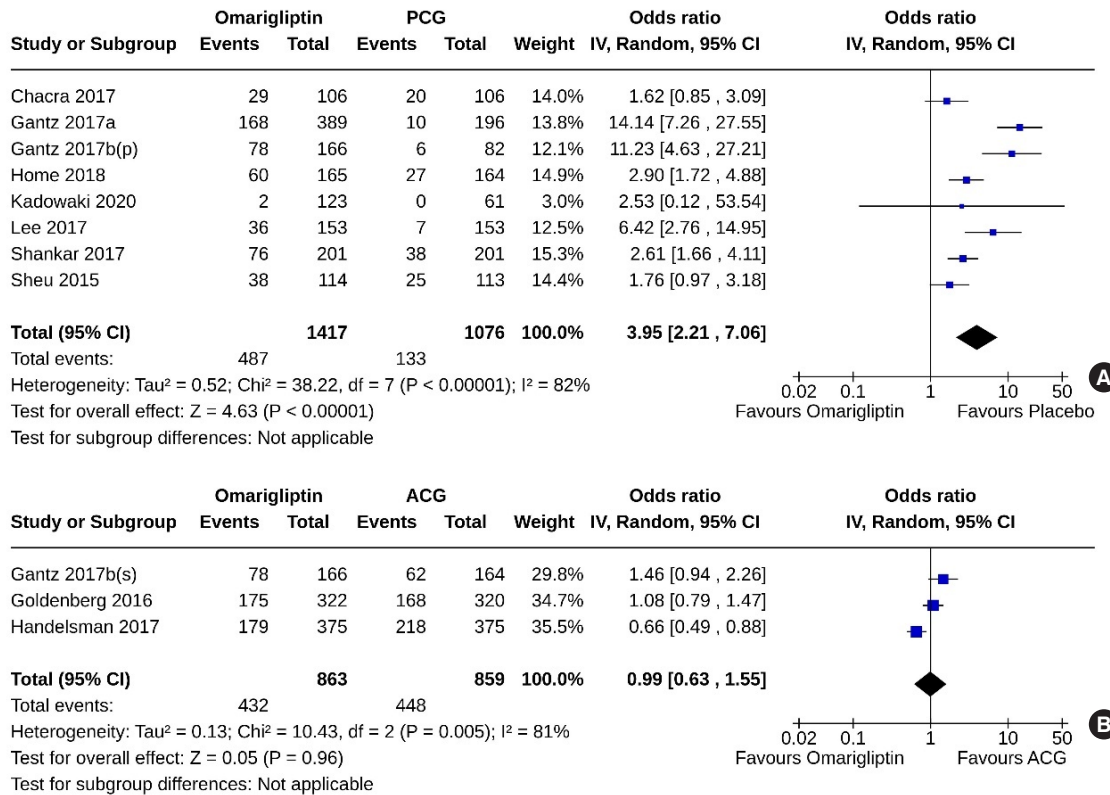 Omarigliptin PCG Odds ratio Odds ratio
Study or Subgroup Events Total Events Total Weight IV, Random, 95% CI IV, Random, 95% CI
Chacra 2017 29 106 20 106 14.0% 1.62 [0.85 , 3.09]
Gantz 2017a 168 389 10 196 13.8% 14.14 [7.26 , 27.55]
Gantz 2017b(p) 78 166 6 82 12.1% 11.23 [4.63 , 27.21]
Home 2018 60 165 27 164 14.9% 2.90 [1.72 , 4.88]
Kadowaki 2020 2 123 0 61 3.0% 2.53 [0.12 , 53.54]
Lee 2017 36 153 7 153 12.5% 6.42 [2.76 , 14.95]
Shankar 2017 76 201 38 201 15.3% 2.61 [1.66 , 4.11]
Sheu 2015 38 114 25 113 14.4% 1.76 [0.97 , 3.18]
Total (95% CI) 1417 1076 100.0% 3.95 [2.21 , 7.06]
Total events: 487 133
Heterogeneity: Tau² = 0.52; Chi² = 38.22, df = 7 (P < 0.00001); I² = 82%
Test for overall effect: Z = 4.63 (P < 0.00001)
Test for subgroup differences: Not applicable
0.02 0.1 1 10 50
Favours Omarigliptin Favours Placebo
A
Omarigliptin ACG Odds ratio Odds ratio
Study or Subgroup Events Total Events Total Weight IV, Random, 95% CI IV, Random, 95% CI
Gantz 2017b(s) 78 166 62 164 29.8% 1.46 [0.94 , 2.26]
Goldenberg 2016 175 322 168 320 34.7% 1.08 [0.79 , 1.47]
Handelsman 2017 179 375 218 375 35.5% 0.66 [0.49 , 0.88]
Total (95% CI) 863 859 100.0% 0.99 [0.63 , 1.55]
Total events: 432 448
Heterogeneity: Tau² = 0.13; Chi² = 10.43, df = 2 (P = 0.005); I² = 81%
Test for overall effect: Z = 0.05 (P = 0.96)
Test for subgroup differences: Not applicable
0.02 0.1 1 10 50
Favours Omarigliptin Favours ACG
B